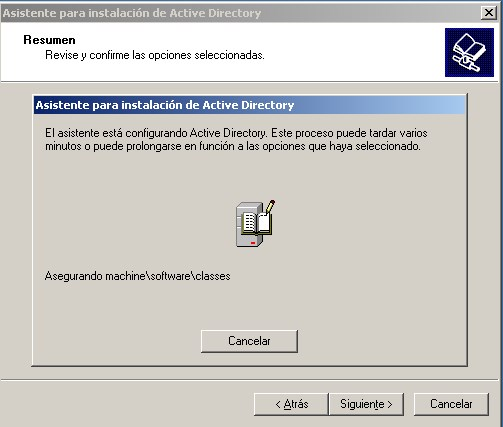 Asistente para instalación de Active Directory
Resumen
Revise y confirme las opciones seleccionadas.
Asistente para instalación de Active Directory
El asistente está configurando Active Directory. Este proceso puede tardar varios
minutos o puede prolongarse en función a las opciones que haya seleccionado.
Asegurando machine\software\classes
Cancelar
< Atrás
Siguiente >
Cancelar